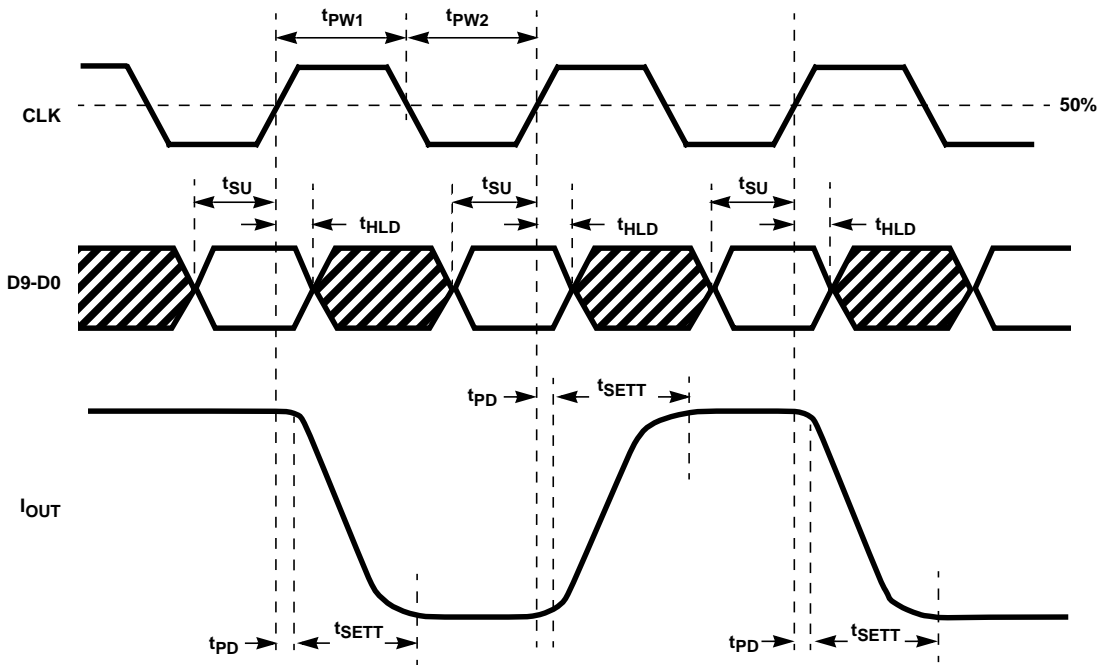 tPW1 tPW2
CLK
50%
tSU tSU tSU
tHLD tHLD tHLD
D9-D0
tPD tSETT
IOUT
tPD tSETT tPD tSETT